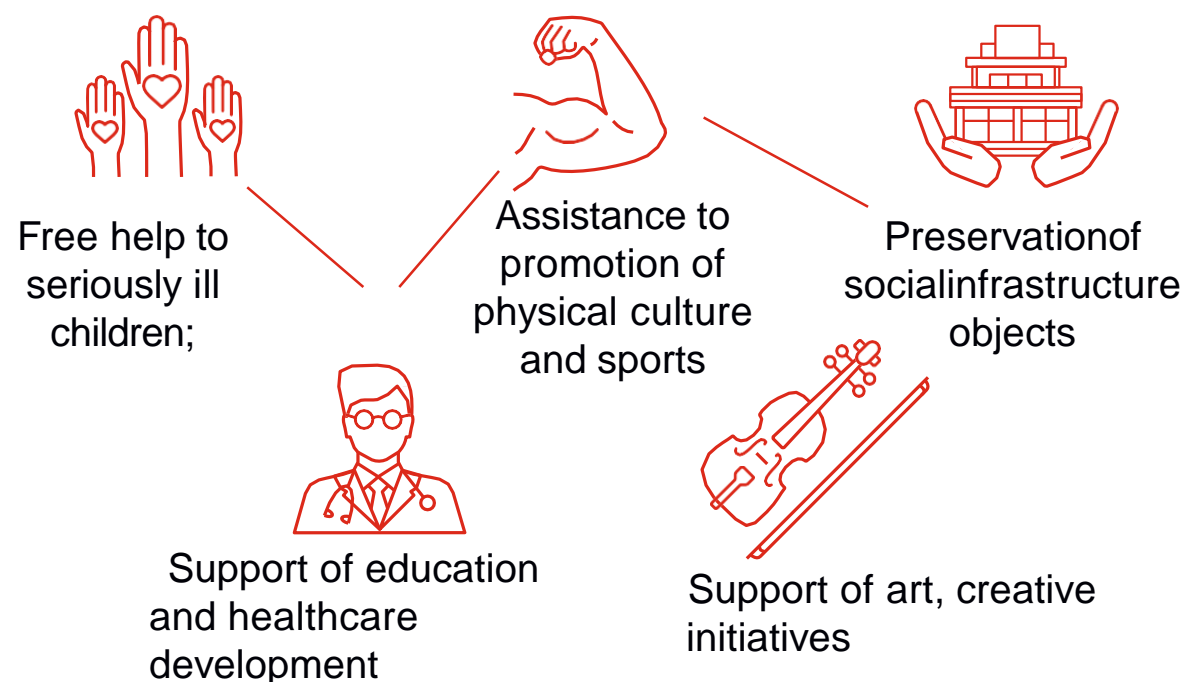 Free help to
seriously ill
children;
Assistance to
promotion of
physical culture
and sports
Preservationof
socialinfrastructure
objects
Support of education
and healthcare
development
Support of art, creative
initiatives